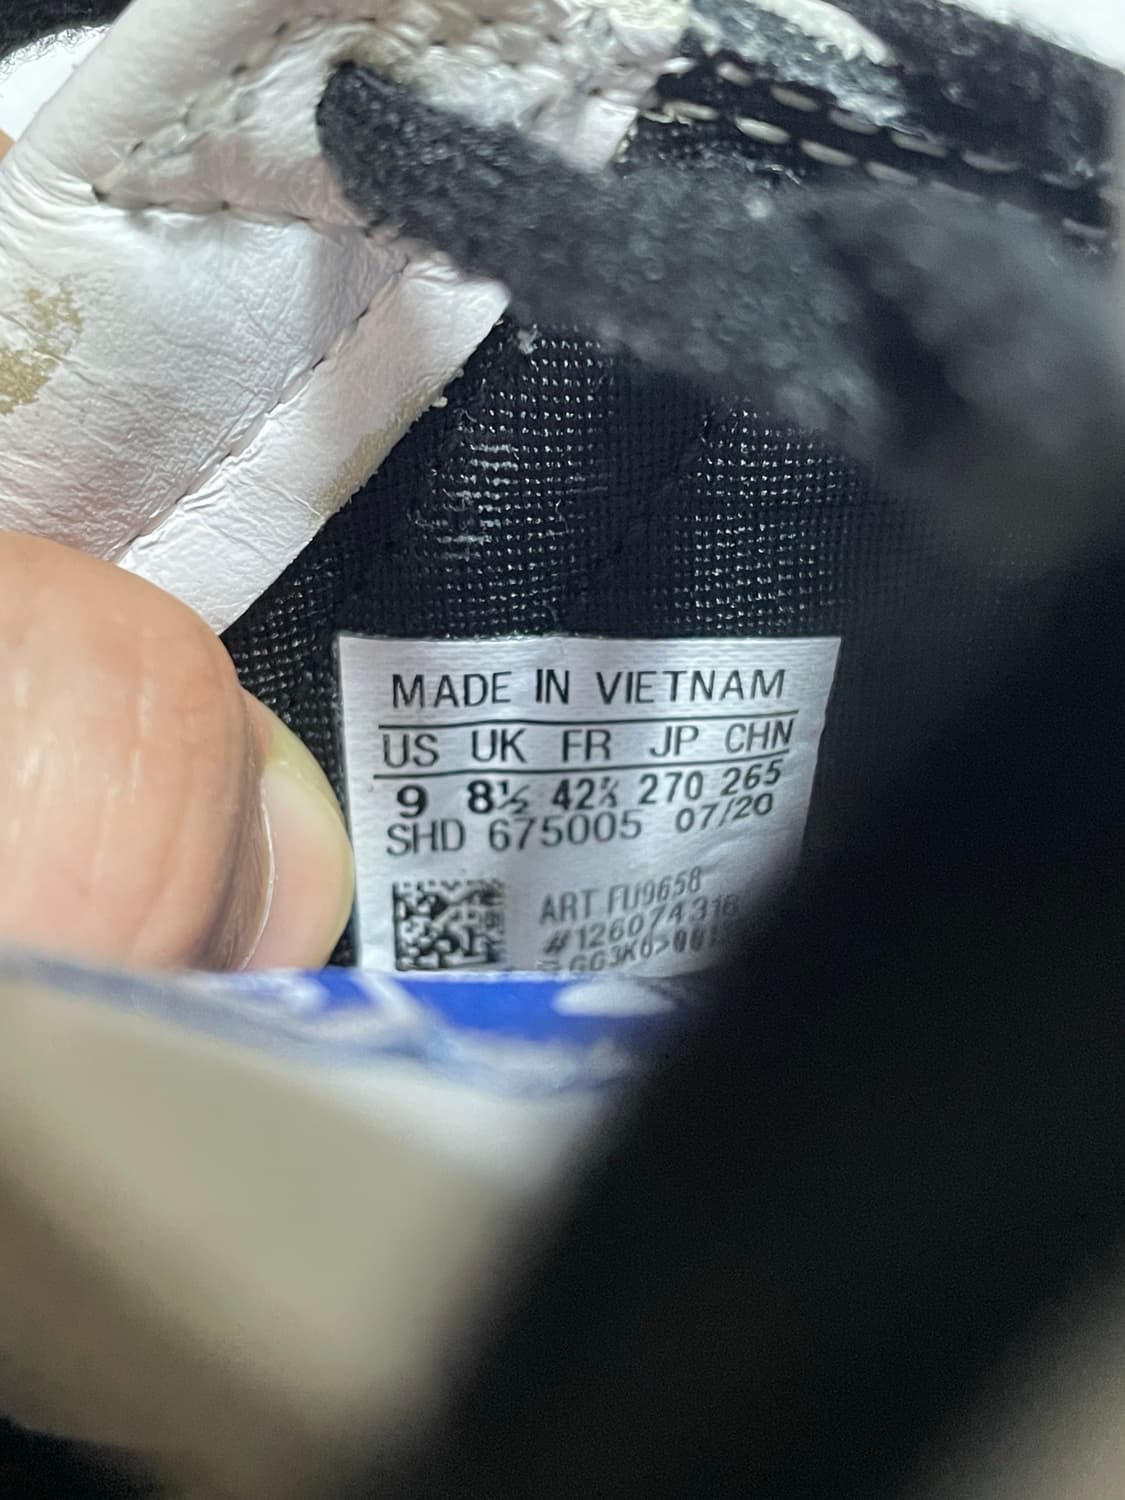 MADE IN VIETNAM
US UK FR JP CHN
9 8½ 42⅔ 270 265
SHD 675005 07/20
ART FU9658